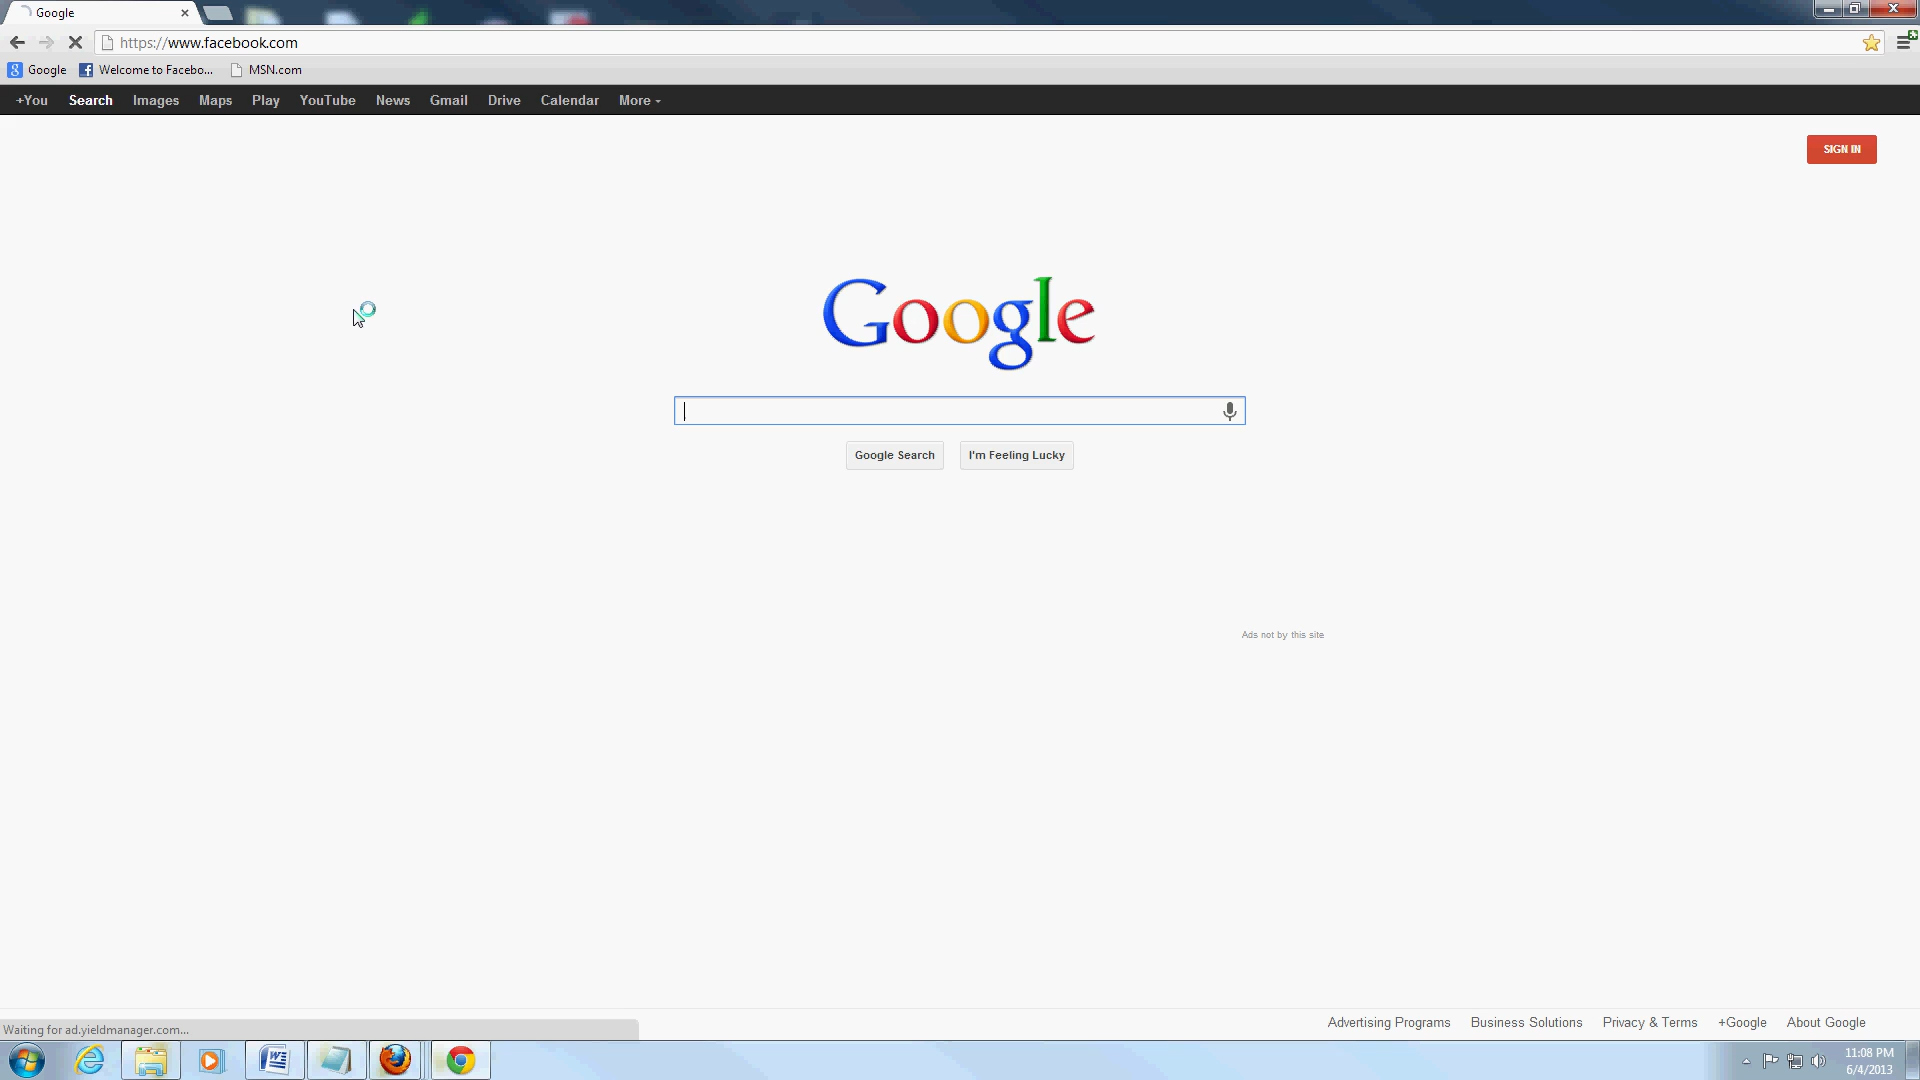 Google
https://www.facebook.com
Google Welcome to Facebo... MSN.com
+You Search Images Maps Play YouTube News Gmail Drive Calendar More
SIGN IN
Google
Google Search I'm Feeling Lucky
Ads not by this site
Waiting for ad.yieldmanager.com...
Advertising Programs Business Solutions Privacy & Terms +Google About Google
11:08 PM
6/4/2013